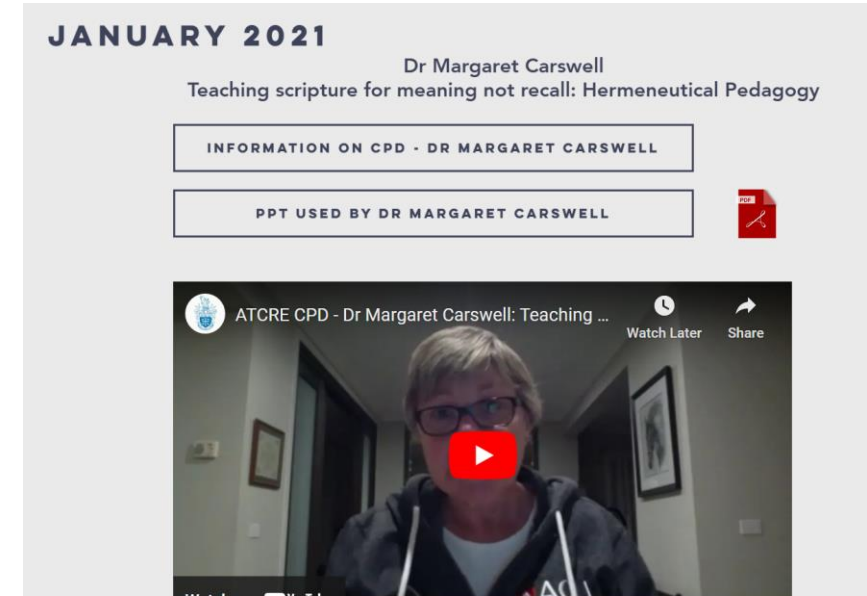 JANUARY 2021
Dr Margaret Carswell
Teaching scripture for meaning not recall: Hermeneutical Pedagogy
INFORMATION ON CPD - DR MARGARET CARSWELL
PPT USED BY DR MARGARET CARSWELL
PDF
ATCRE CPD - Dr Margaret Carswell: Teaching ...
Watch Later
Share